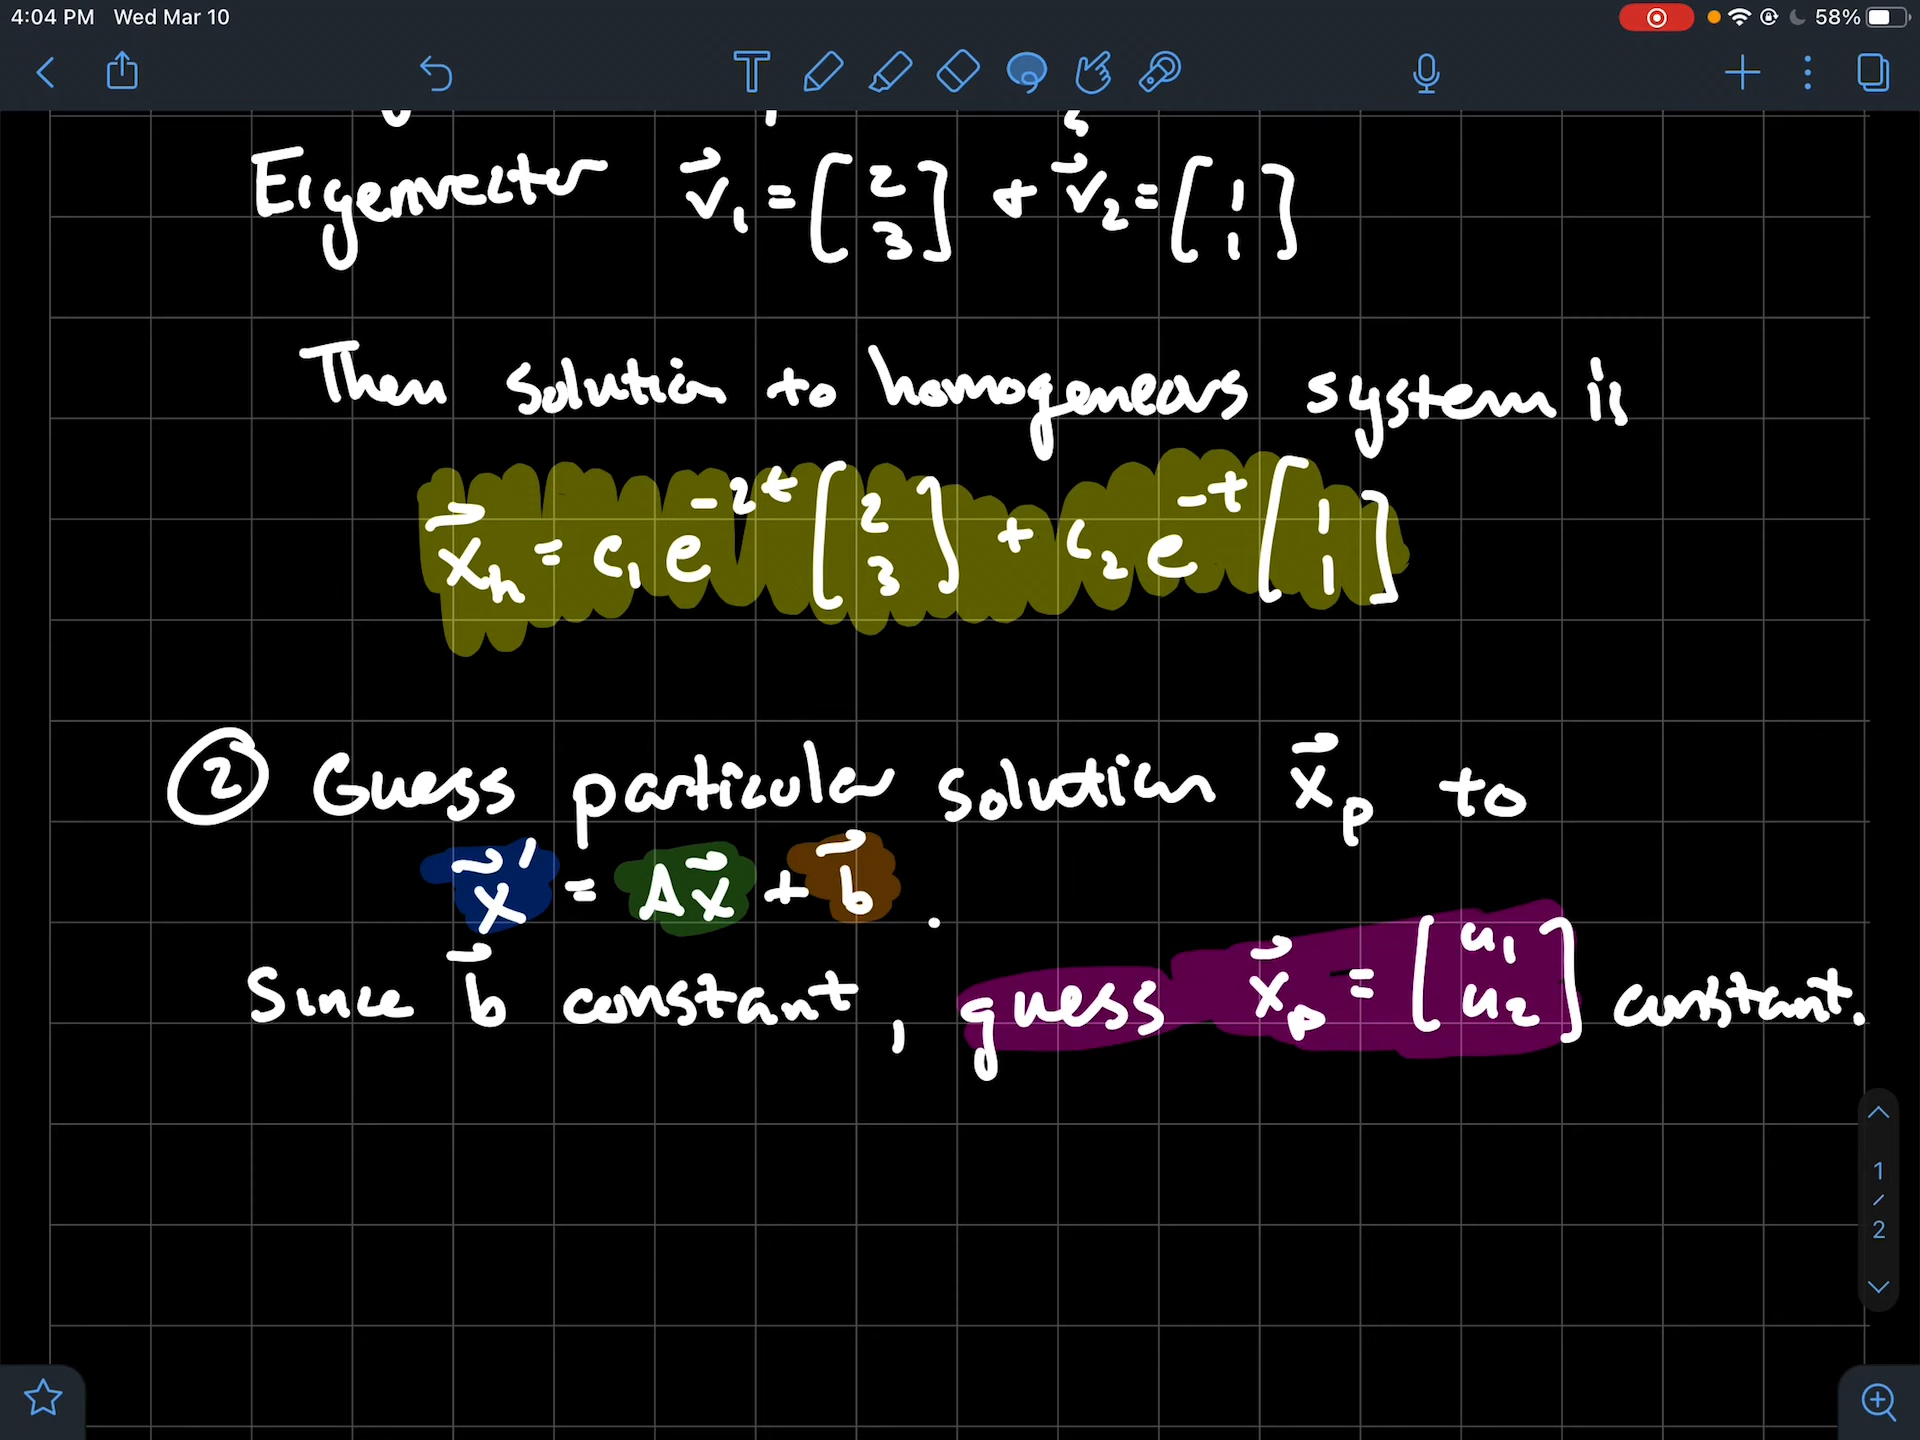 4:04 PM Wed Mar 10 58%
T
Eigenvector v⃗₁ = [2 3] + v⃗₂ = [1 1]
Then solution to homogeneous system is
x⃗ₕ = c₁ e^{-2t} [2 3] + c₂ e^{-t} [1 1]
② Guess particular solution x⃗ₚ to
x⃗' = Ax⃗ + b⃗ .
Since b⃗ constant, guess x⃗ₚ = [u₁ u₂] constant.
1
/
2